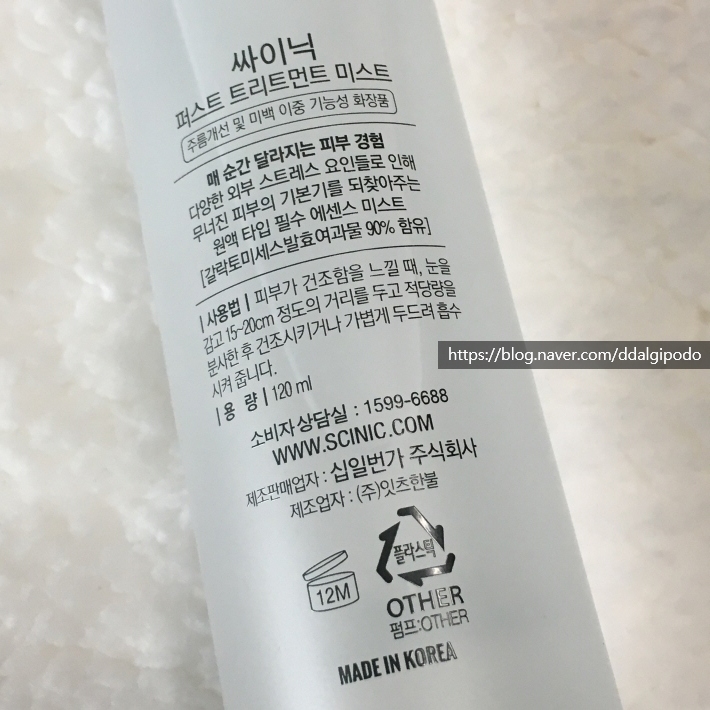 싸이닉
퍼스트 트리트먼트 미스트
주름개선 및 미백 이중 기능성 화장품
매 순간 달라지는 피부 경험
다양한 외부 스트레스 요인들로 인해
무너진 피부의 기본기를 되찾아주는
원액 타입 필수 에센스 미스트
[갈락토미세스발효여과물 90% 함유]
|사용법| 피부가 건조함을 느낄 때, 눈을
감고 15~20cm 정도의 거리를 두고 적당량을
분사한 후 건조시키거나 가볍게 두드려 흡수
시켜 줍니다.
|용 량| 120 ml
https://blog.naver.com/ddalgipodo
소비자상담실 : 1599-6688
WWW.SCINIC.COM
제조판매업자 : 십일번가 주식회사
제조업자 : (주)잇츠한불
플라스틱
12M
OTHER
펌프:OTHER
MADE IN KOREA